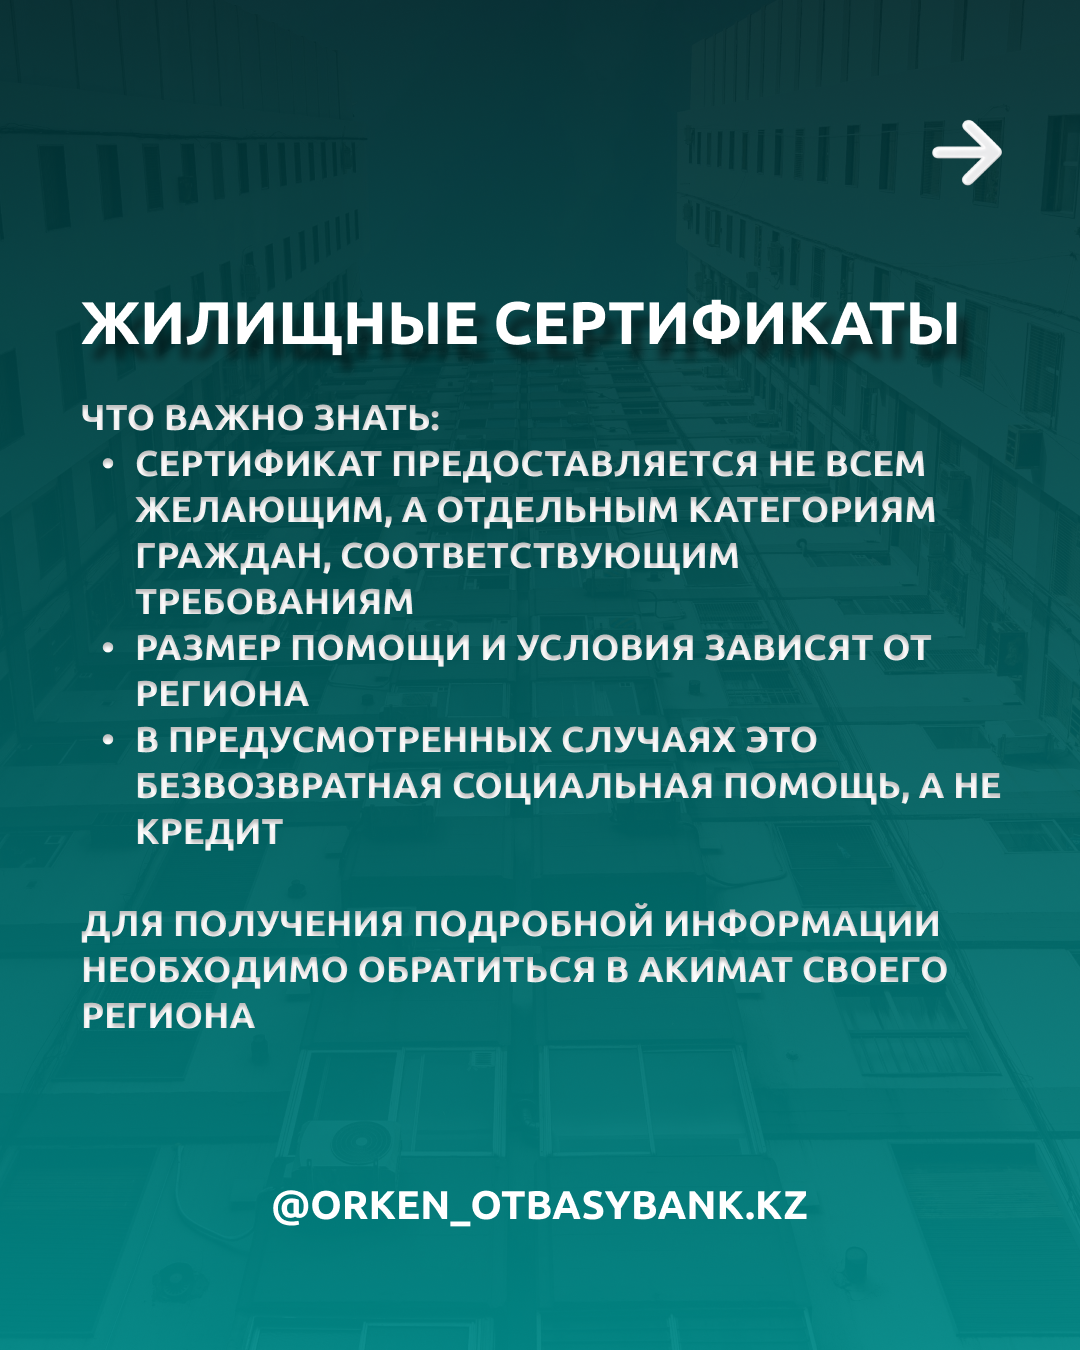 ЖИЛИЩНЫЕ СЕРТИФИКАТЫ
ЧТО ВАЖНО ЗНАТЬ:
• СЕРТИФИКАТ ПРЕДОСТАВЛЯЕТСЯ НЕ ВСЕМ
ЖЕЛАЮЩИМ, А ОТДЕЛЬНЫМ КАТЕГОРИЯМ
ГРАЖДАН, СООТВЕТСТВУЮЩИМ
ТРЕБОВАНИЯМ
• РАЗМЕР ПОМОЩИ И УСЛОВИЯ ЗАВИСЯТ ОТ
РЕГИОНА
• В ПРЕДУСМОТРЕННЫХ СЛУЧАЯХ ЭТО
БЕЗВОЗВРАТНАЯ СОЦИАЛЬНАЯ ПОМОЩЬ, А НЕ
КРЕДИТ
ДЛЯ ПОЛУЧЕНИЯ ПОДРОБНОЙ ИНФОРМАЦИИ
НЕОБХОДИМО ОБРАТИТЬСЯ В АКИМАТ СВОЕГО
РЕГИОНА
@ORKEN_OTBASYBANK.KZ